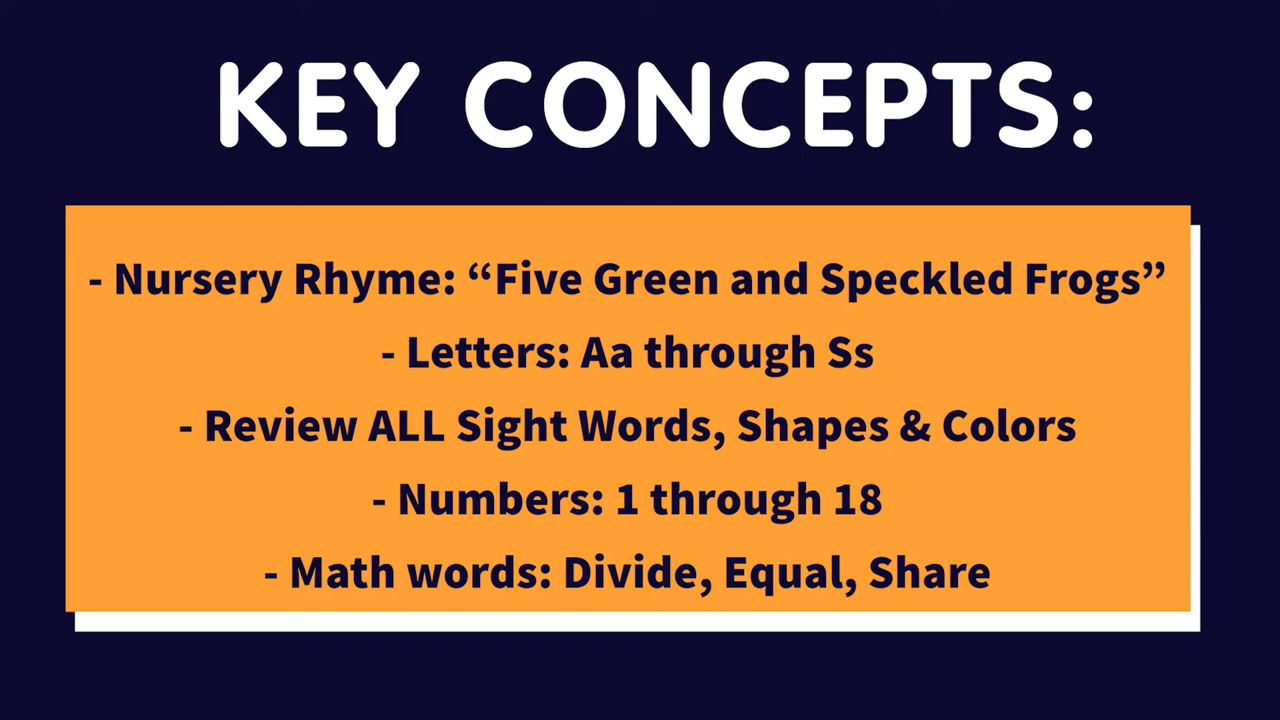 KEY CONCEPTS:
- Nursery Rhyme: “Five Green and Speckled Frogs”
- Letters: Aa through Ss
- Review ALL Sight Words, Shapes & Colors
- Numbers: 1 through 18
- Math words: Divide, Equal, Share